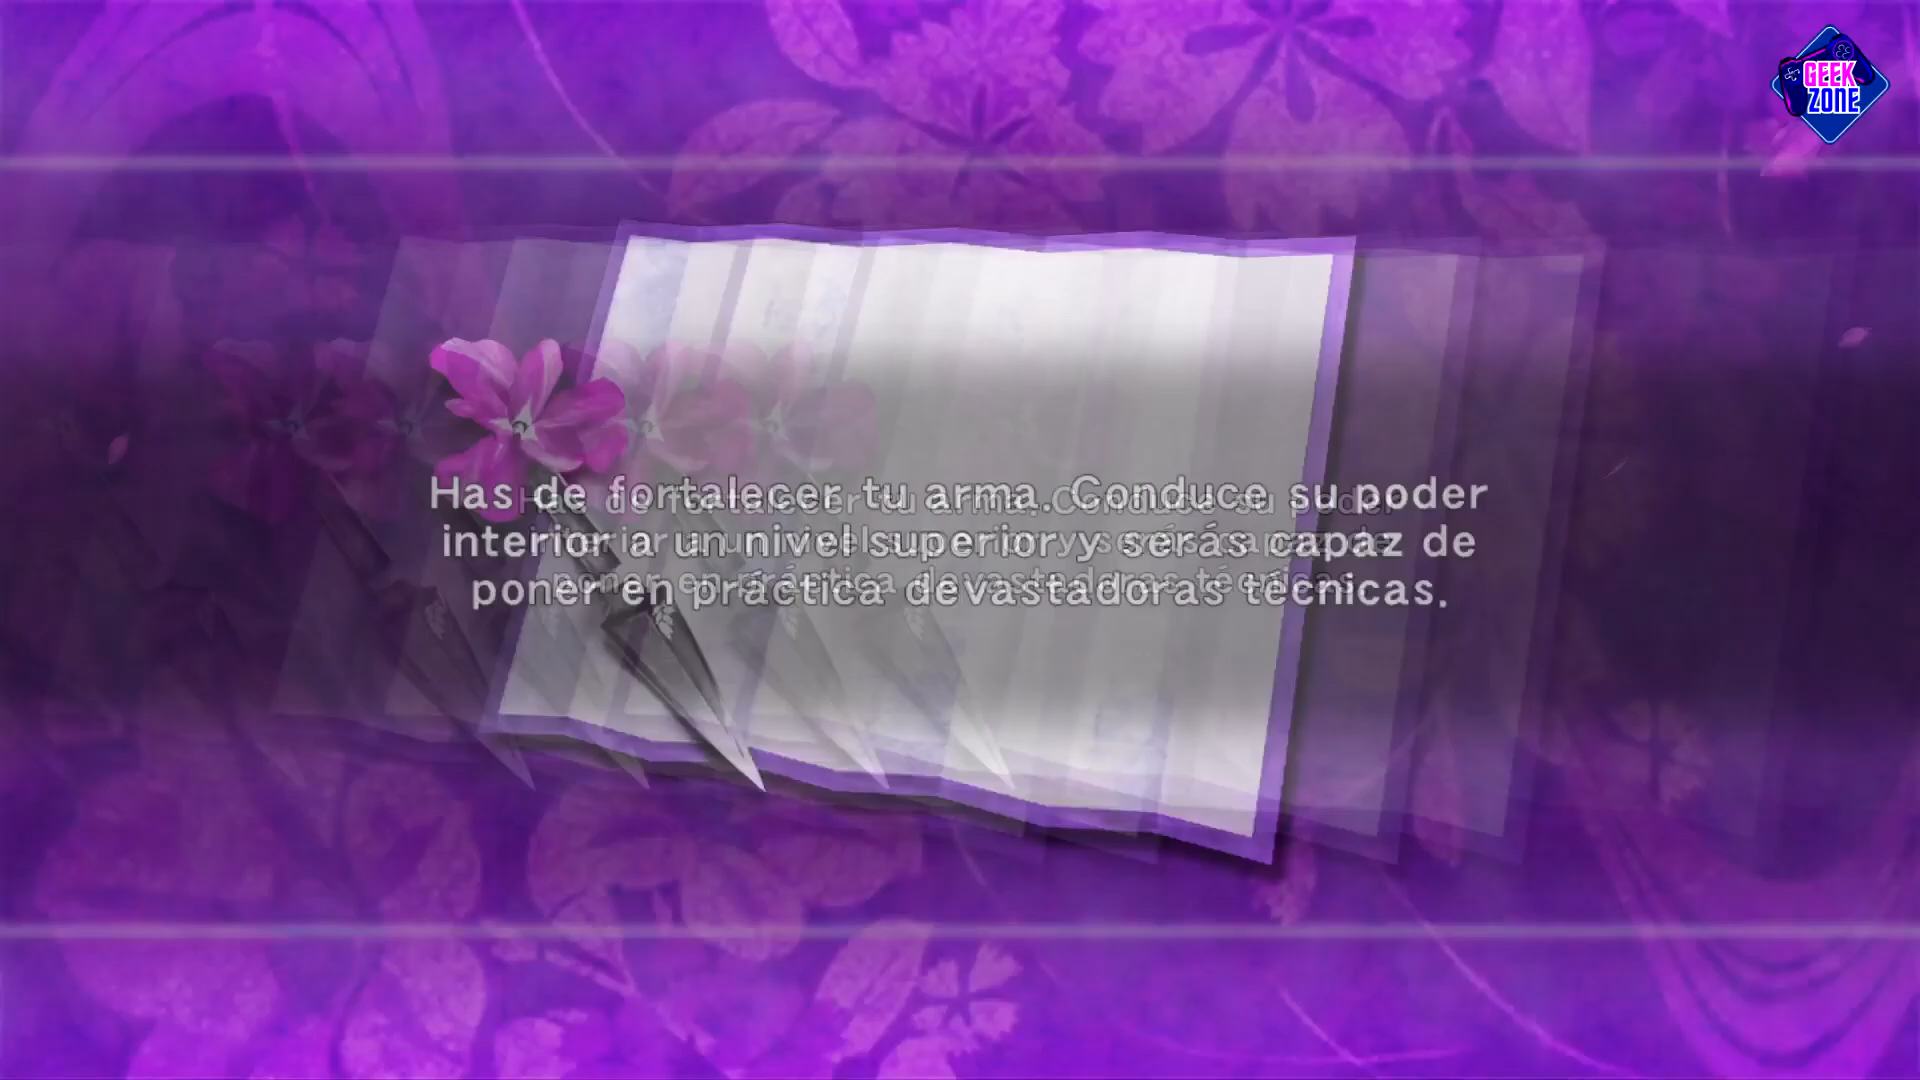 GEEK
ZONE
Has de fortalecer tu arma. Conduce su poder
interior a un nivel superior y serás capaz de
poner en práctica devastadoras técnicas.